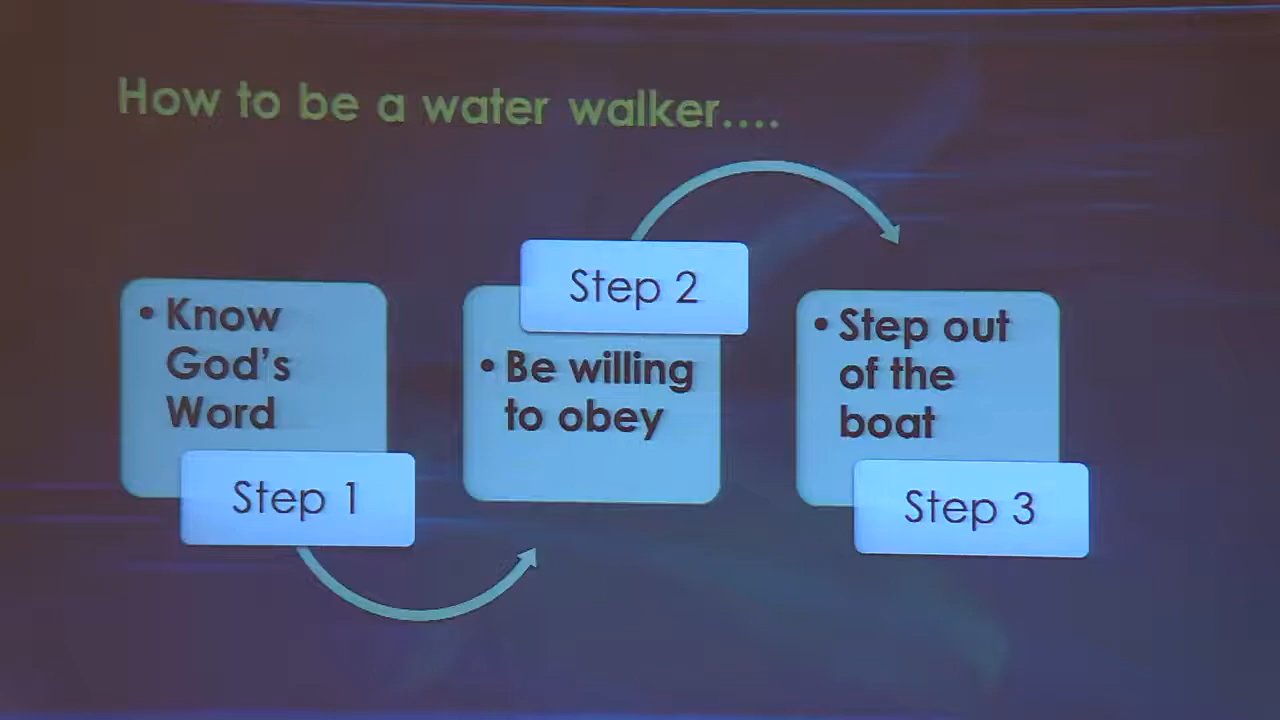 How to be a water walker....
• Know
God's
Word
Step 1
Step 2
• Be willing
to obey
• Step out
of the
boat
Step 3